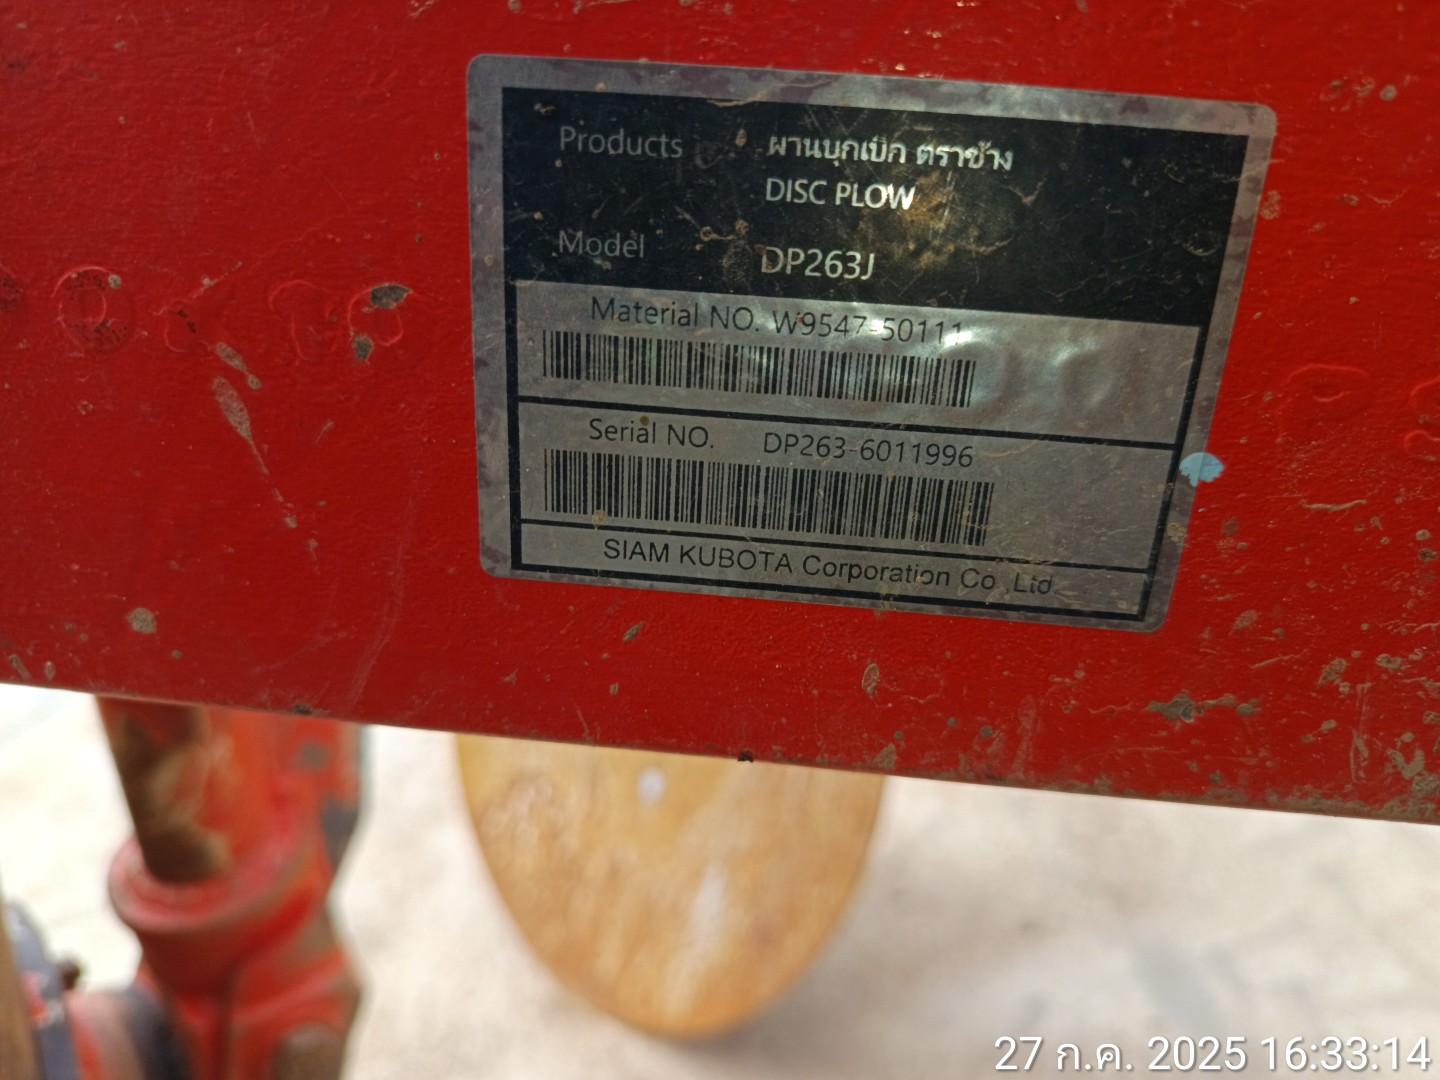 Products ผานบุกเบิก ตราช้าง
DISC PLOW
Model DP263J
Material NO. W9547-50111
Serial NO. DP263-6011996
SIAM KUBOTA Corporation Co.,Ltd.
27 ก.ค. 2025 16:33:14